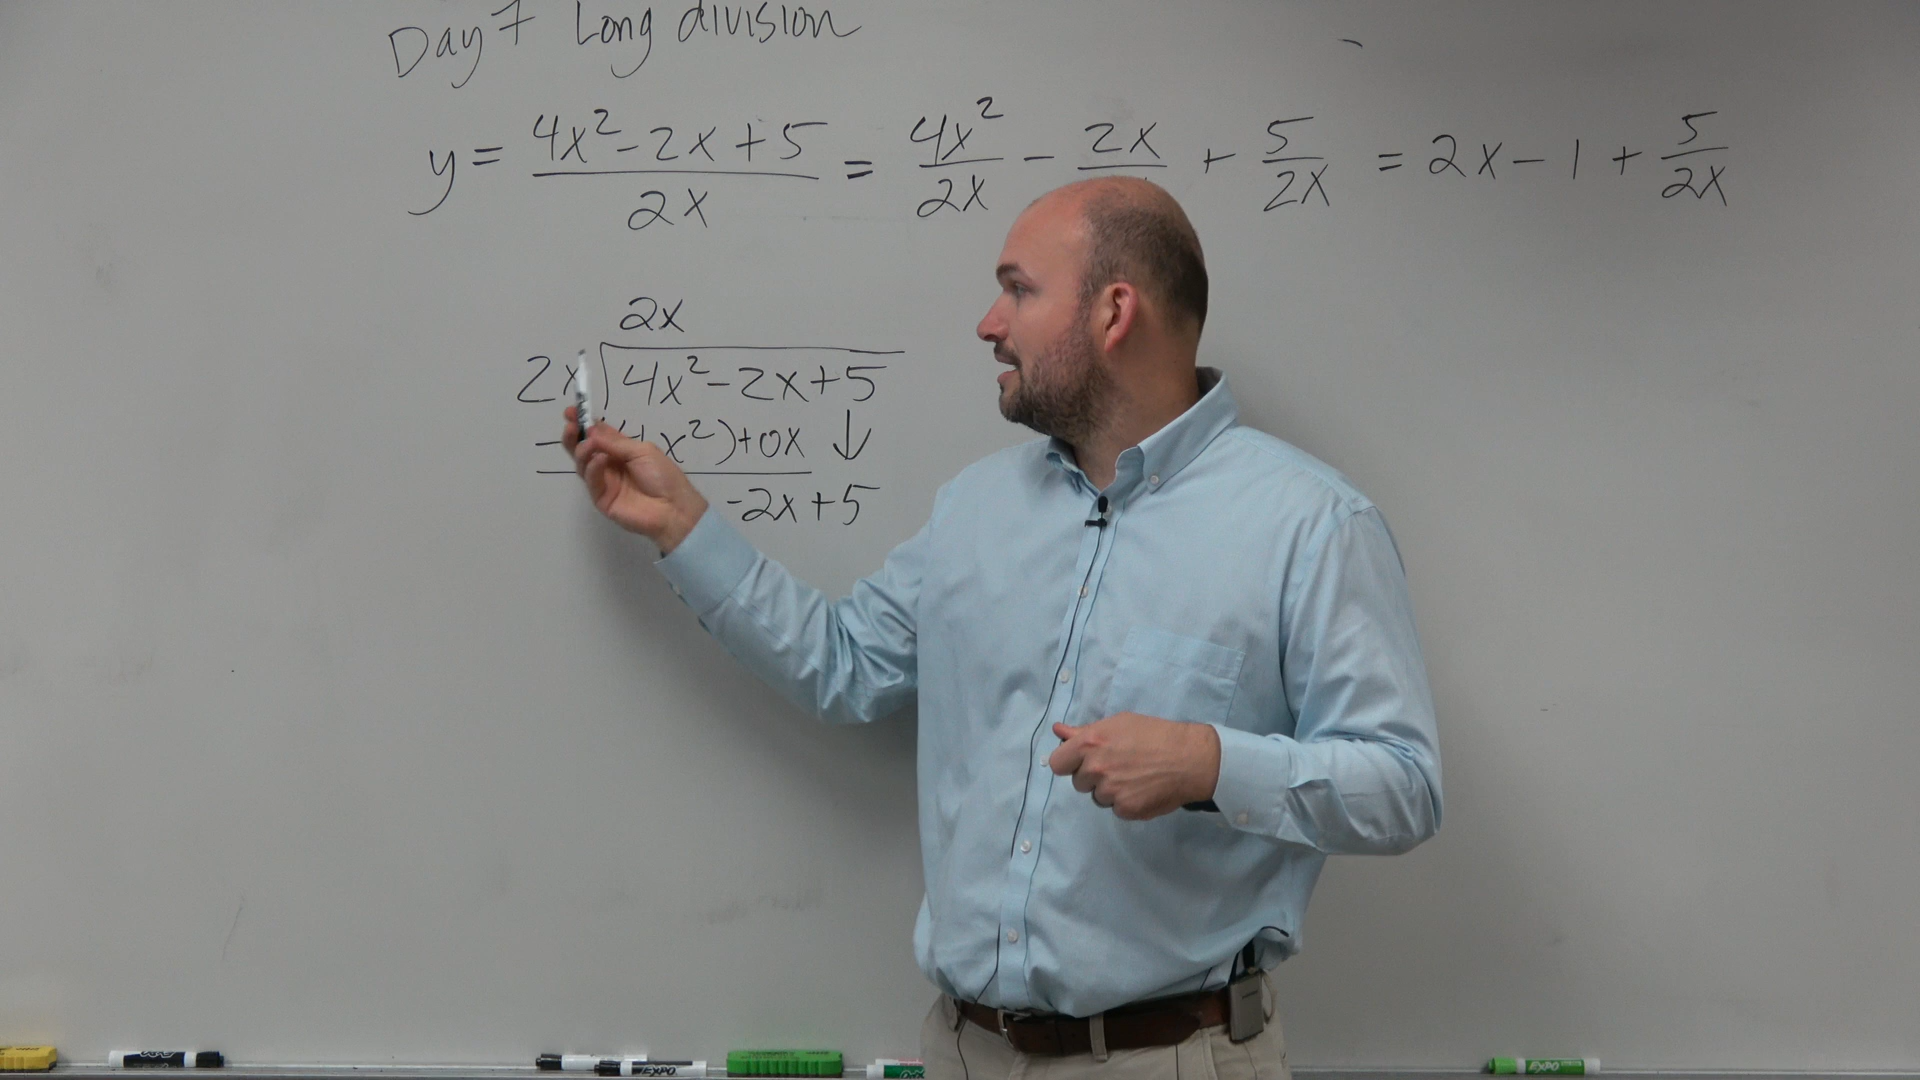 Day 7 Long division
y = 4x²-2x+5 / 2x = 4x² / 2x - 2x / + 5 / 2x = 2x - 1 + 5 / 2x
2x
2x ) 4x²-2x+5
- (4x²)+0x ↓
-2x+5
EXPO
EXPO